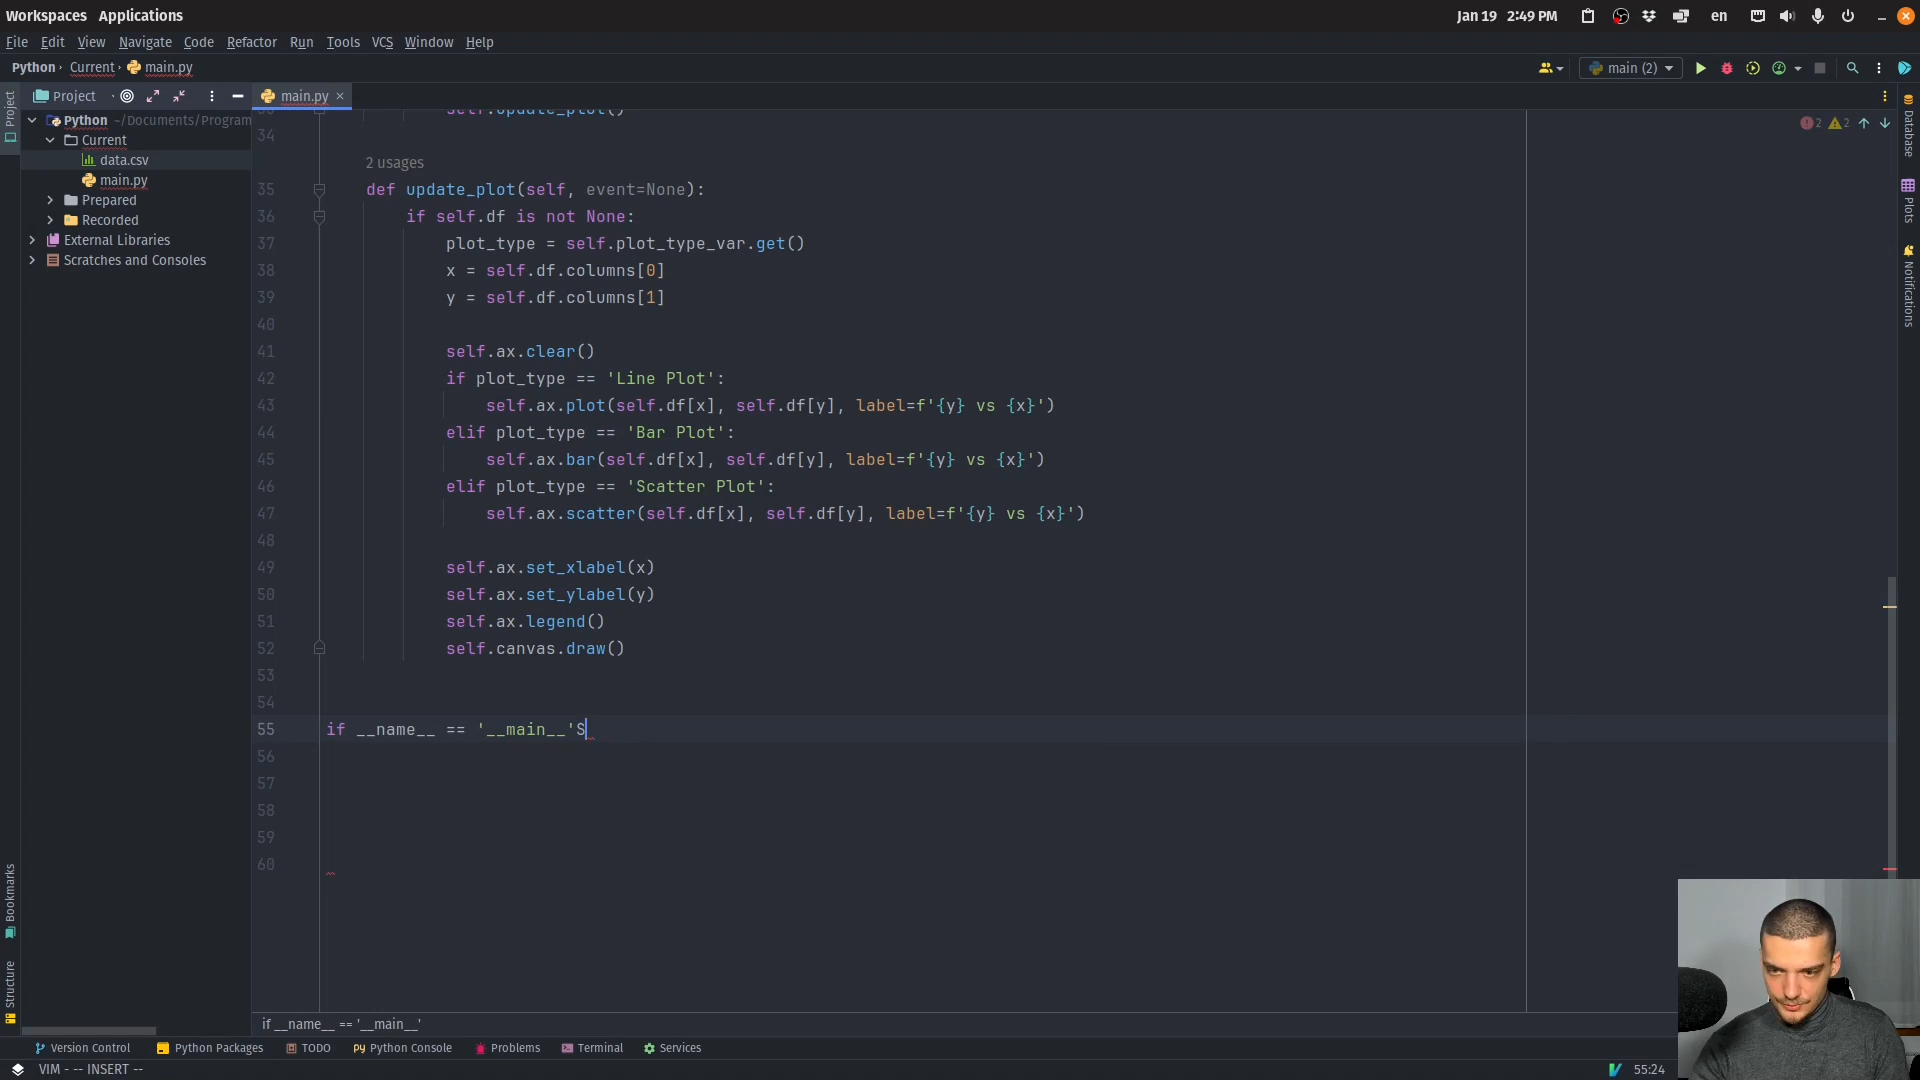 Workspaces Applications Jan 19 2:49 PM en
File Edit View Navigate Code Refactor Run Tools VCS Window Help
Python Current main.py main (2)
Project main.py
Python ~/Documents/Program
Current
data.csv
main.py
Prepared
Recorded
External Libraries
Scratches and Consoles
Project
Bookmarks
Structure
Database
Plots
Notifications
2 2
self.update_plot()
34
2 usages
35 def update_plot(self, event=None):
36 if self.df is not None:
37 plot_type = self.plot_type_var.get()
38 x = self.df.columns[0]
39 y = self.df.columns[1]
40
41 self.ax.clear()
42 if plot_type == 'Line Plot':
43 self.ax.plot(self.df[x], self.df[y], label=f'{y} vs {x}')
44 elif plot_type == 'Bar Plot':
45 self.ax.bar(self.df[x], self.df[y], label=f'{y} vs {x}')
46 elif plot_type == 'Scatter Plot':
47 self.ax.scatter(self.df[x], self.df[y], label=f'{y} vs {x}')
48
49 self.ax.set_xlabel(x)
50 self.ax.set_ylabel(y)
51 self.ax.legend()
52 self.canvas.draw()
53
54
55 if __name__ == '__main__'S
56
57
58
59
60
if __name__ == '__main__'
Version Control Python Packages TODO Python Console Problems Terminal Services
VIM - -- INSERT -- 55:24